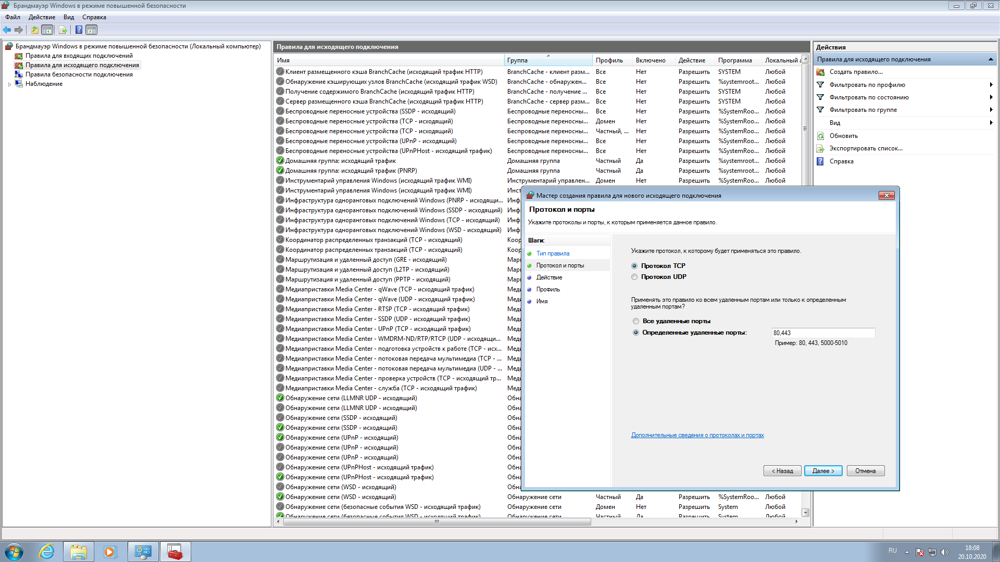 Брандмауэр Windows в режиме повышенной безопасности
Файл Действие Вид Справка
Брандмауэр Windows в режиме повышенной безопасности (Локальный компьютер)
Правила для входящих подключений
Правила для исходящего подключения
Правила безопасности подключения
Наблюдение
Правила для исходящего подключения
Имя Группа Профиль Включено Действие Программа Локальный а
Клиент размещенного кэша BranchCache (исходящий трафик HTTP) BranchCache - клиент разм... Все Нет Разрешить SYSTEM Любой
Обнаружение кэширующих узлов BranchCache (исходящий трафик WSD) BranchCache - обнаружен... Все Нет Разрешить %systemroot... Любой
Получение содержимого BranchCache (исходящий трафик HTTP) BranchCache - получение ... Все Нет Разрешить SYSTEM Любой
Сервер размещенного кэша BranchCache (исходящий трафик HTTP) BranchCache - сервер разм... Все Нет Разрешить SYSTEM Любой
Беспроводные переносные устройства (SSDP - исходящий) Беспроводные переносны... Все Нет Разрешить %SystemRoo... Любой
Беспроводные переносные устройства (TCP - исходящий) Беспроводные переносны... Домен Нет Разрешить %SystemRoo... Любой
Беспроводные переносные устройства (TCP - исходящий) Беспроводные переносны... Частный, ... Нет Разрешить %SystemRoo... Любой
Беспроводные переносные устройства (UPnP - исходящий) Беспроводные переносны... Все Нет Разрешить %SystemRoo... Любой
Беспроводные переносные устройства (UPnPHost - исходящий трафик) Беспроводные переносны... Все Нет Разрешить %SystemRoo... Любой
Домашняя группа: исходящий трафик Домашняя группа Частный Да Разрешить %systemroot... Любой
Домашняя группа: исходящий трафик (PNRP) Домашняя группа Частный Да Разрешить %systemroot... Любой
Инструментарий управления Windows (исходящий трафик WMI) Инструментарий управлен... Домен Нет Разрешить %SystemRoo... Любой
Инструментарий управления Windows (исходящий трафик WMI) Инст
Инфраструктура одноранговых подключений Windows (PNRP - исходящи... Инф
Инфраструктура одноранговых подключений Windows (SSDP - исходящий) Инф
Инфраструктура одноранговых подключений Windows (TCP - исходящий) Инф
Инфраструктура одноранговых подключений Windows (WSD - исходящий) Инф
Координатор распределенных транзакций (TCP - исходящий) Коор
Координатор распределенных транзакций (TCP - исходящий) Коор
Маршрутизация и удаленный доступ (GRE - исходящий) Мар
Маршрутизация и удаленный доступ (L2TP - исходящий) Мар
Маршрутизация и удаленный доступ (PPTP - исходящий) Мар
Медиаприставки Media Center - qWave (TCP - исходящий трафик) Меди
Медиаприставки Media Center - qWave (UDP - исходящий трафик) Меди
Медиаприставки Media Center - RTSP (TCP - исходящий трафик) Меди
Медиаприставки Media Center - SSDP (UDP - исходящий трафик) Меди
Медиаприставки Media Center - UPnP (TCP - исходящий трафик) Меди
Медиаприставки Media Center - WMDRM-ND/RTP/RTCP (UDP - исходящи... Меди
Медиаприставки Media Center - подготовка устройств к работе (TCP - исх... Меди
Медиаприставки Media Center - потоковая передача мультимедиа (TCP - ... Меди
Медиаприставки Media Center - потоковая передача мультимедиа (UDP - ... Меди
Медиаприставки Media Center - проверка устройств (TCP - исходящий тр... Меди
Медиаприставки Media Center - служба (TCP - исходящий трафик) Меди
Обнаружение сети (LLMNR UDP - исходящий) Обна
Обнаружение сети (LLMNR UDP - исходящий) Обна
Обнаружение сети (SSDP - исходящий) Обна
Обнаружение сети (SSDP - исходящий) Обна
Обнаружение сети (UPnP - исходящий) Обна
Обнаружение сети (UPnP - исходящий) Обна
Обнаружение сети (UPnP - исходящий) Обна
Обнаружение сети (UPnPHost - исходящий трафик) Обна
Обнаружение сети (UPnPHost - исходящий трафик) Обна
Обнаружение сети (WSD - исходящий) Обна
Обнаружение сети (WSD - исходящий) Обнаружение сети Частный Да Разрешить %SystemRoo... Любой
Обнаружение сети (безопасные события WSD - исходящий трафик) Обнаружение сети Домен Нет Разрешить System Любой
Обнаружение сети (безопасные события WSD - исходящий трафик) Обнаружение сети Частный Да Разрешить System Любой
Действия
Правила для исходящего подключения
Создать правило...
Фильтровать по профилю
Фильтровать по состоянию
Фильтровать по группе
Вид
Обновить
Экспортировать список...
Справка
Мастер создания правила для нового исходящего подключения
Протокол и порты
Укажите протоколы и порты, к которым применяется данное правило.
Шаги:
Тип правила
Протокол и порты
Действие
Профиль
Имя
Укажите протокол, к которому будет применяться это правило.
Протокол TCP
Протокол UDP
Применять это правило ко всем удаленным портам или только к определенным
удаленным портам?
Все удаленные порты
Определенные удаленные порты: 80,443
Пример: 80, 443, 5000-5010
Дополнительные сведения о протоколах и портах
< Назад Далее > Отмена
RU 18:08
20.10.2020